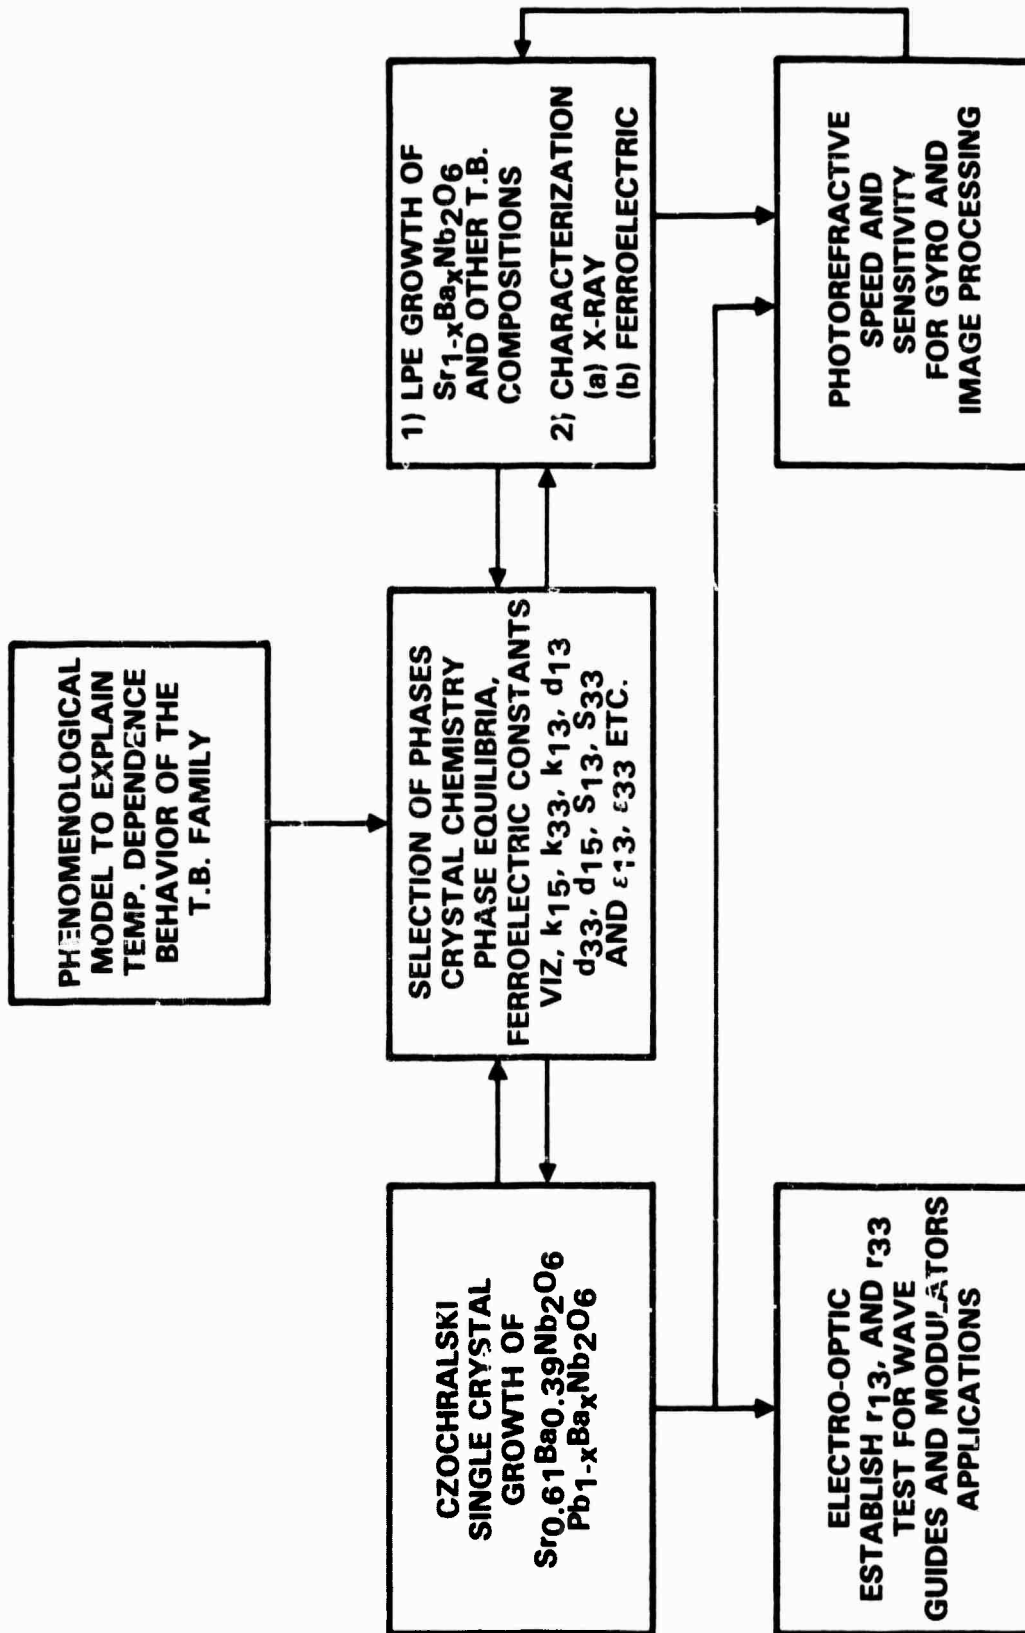 PHENOMENOLOGICAL
MODEL TO EXPLAIN
TEMP. DEPENDENCE
BEHAVIOR OF THE
T.B. FAMILY
CZOCHRALSKI
SINGLE CRYSTAL
GROWTH OF
Sr0.61Ba0.39Nb2O6
Pb1-xBaxNb2O6
SELECTION OF PHASES
CRYSTAL CHEMISTRY
PHASE EQUILIBRIA,
FERROELECTRIC CONSTANTS
VIZ, k15, k33, k13, d13
d33, d15, S13, S33
AND ε13, ε33 ETC.
1) LPE GROWTH OF
Sr1-xBaxNb2O6
AND OTHER T.B.
COMPOSITIONS
2) CHARACTERIZATION
(a) X-RAY
(b) FERROELECTRIC
ELECTRO-OPTIC
ESTABLISH r13, AND r33
TEST FOR WAVE
GUIDES AND MODULATORS
APPLICATIONS
PHOTOREFRACTIVE
SPEED AND
SENSITIVITY
FOR GYRO AND
IMAGE PROCESSING